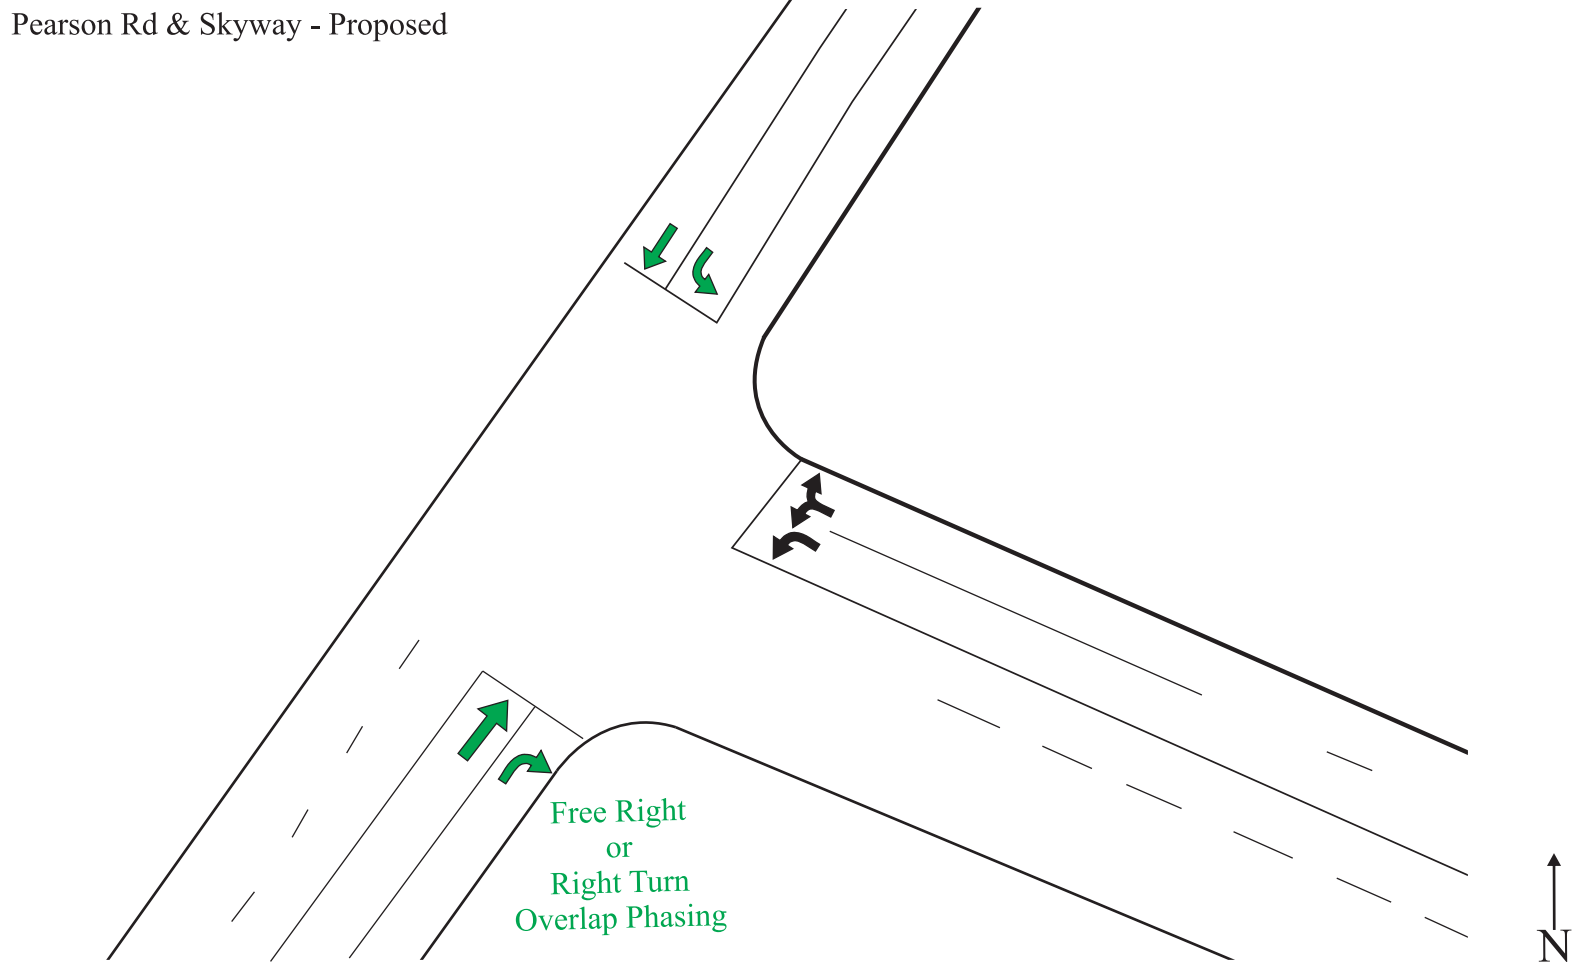 Pearson Rd & Skyway - Proposed
Free Right
or
Right Turn
Overlap Phasing
N